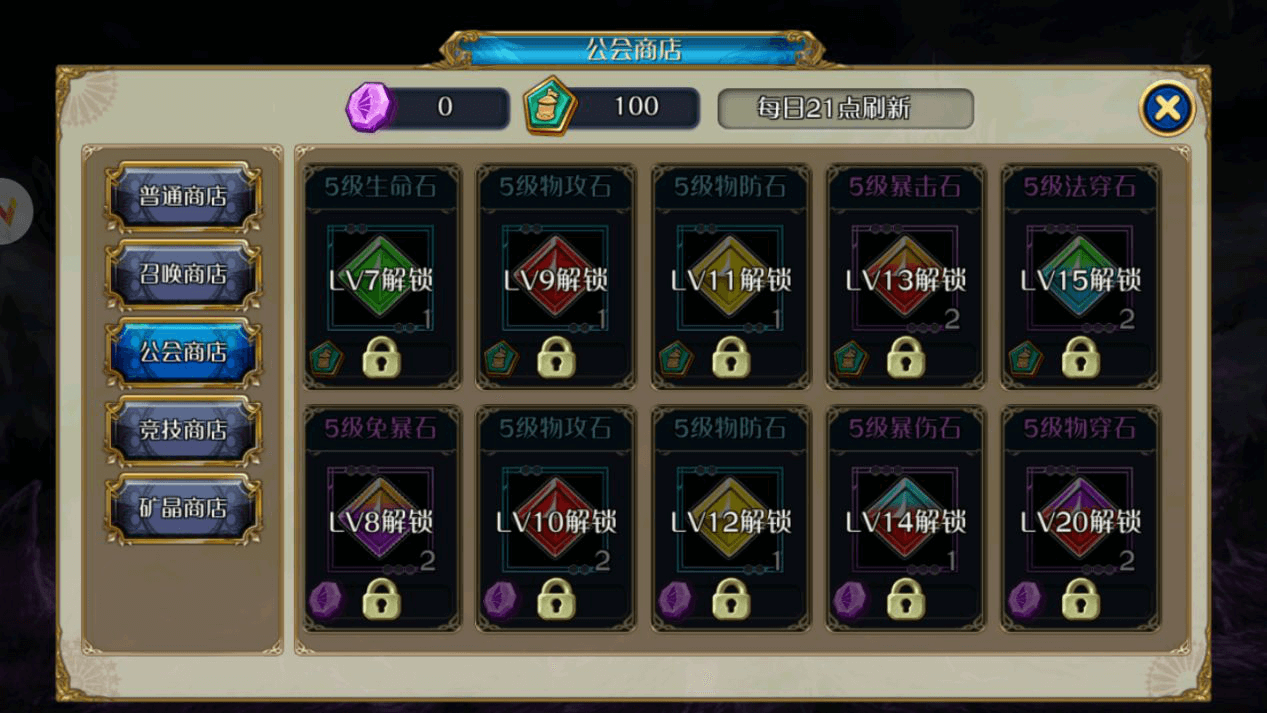 公会商店
0
100
每日21点刷新
普通商店
召唤商店
公会商店
竞技商店
矿晶商店
5级生命石
LV7解锁
1
5级物攻石
LV9解锁
1
5级物防石
LV11解锁
1
5级暴击石
LV13解锁
2
5级法穿石
LV15解锁
2
5级免暴石
LV8解锁
2
5级物攻石
LV10解锁
2
5级物防石
LV12解锁
1
5级暴伤石
LV14解锁
1
5级物穿石
LV20解锁
2